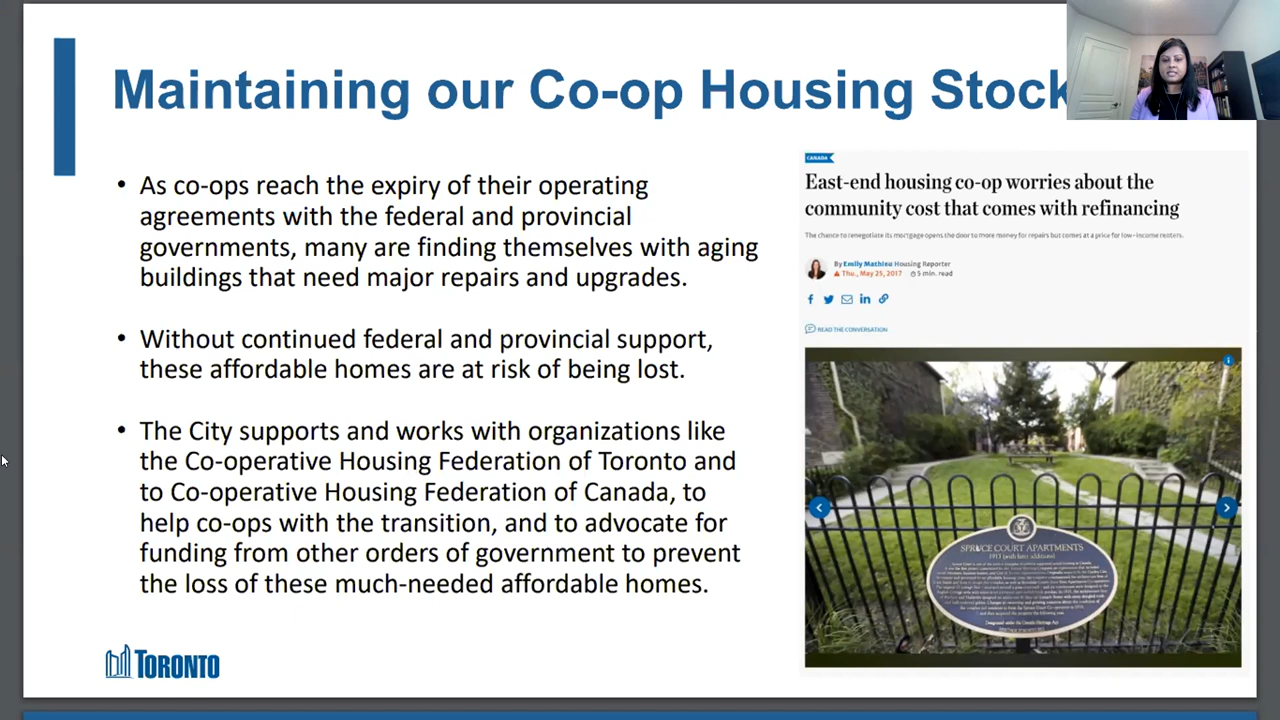 Maintaining our Co-op Housing Stock
• As co-ops reach the expiry of their operating
agreements with the federal and provincial
governments, many are finding themselves with aging
buildings that need major repairs and upgrades.
• Without continued federal and provincial support,
these affordable homes are at risk of being lost.
• The City supports and works with organizations like
the Co-operative Housing Federation of Toronto and
to Co-operative Housing Federation of Canada, to
help co-ops with the transition, and to advocate for
funding from other orders of government to prevent
the loss of these much-needed affordable homes.
TORONTO
CANADA
East-end housing co-op worries about the
community cost that comes with refinancing
The chance to renegotiate its mortgage opens the door to more money for repairs but comes at a price for low-income renters.
By Emily Mathieu Housing Reporter
Thu., May 25, 2017 5 min. read
READ THE CONVERSATION
SPRUCE COURT APARTMENTS
1913 (with later additions)